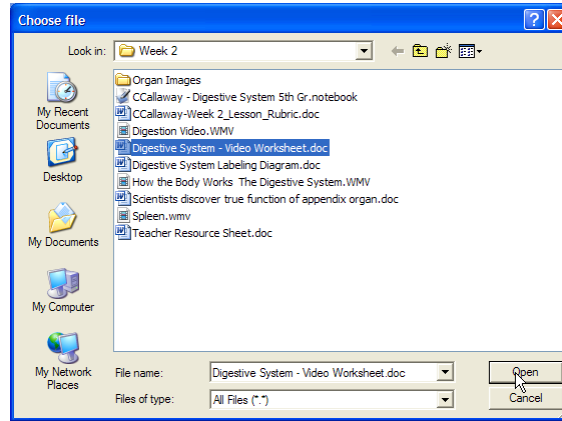 Choose file
Look in:
Week 2
My Recent
Documents
Desktop
My Documents
My Computer
My Network
Places
Organ Images
CCallaway - Digestive System 5th Gr.notebook
CCallaway-Week 2_Lesson_Rubric.doc
Digestion Video.WMV
Digestive System - Video Worksheet.doc
Digestive System Labeling Diagram.doc
How the Body Works  The Digestive System.WMV
Scientists discover true function of appendix organ.doc
Spleen.wmv
Teacher Resource Sheet.doc
File name:
Digestive System - Video Worksheet.doc
Open
Files of type:
All Files (*.*)
Cancel